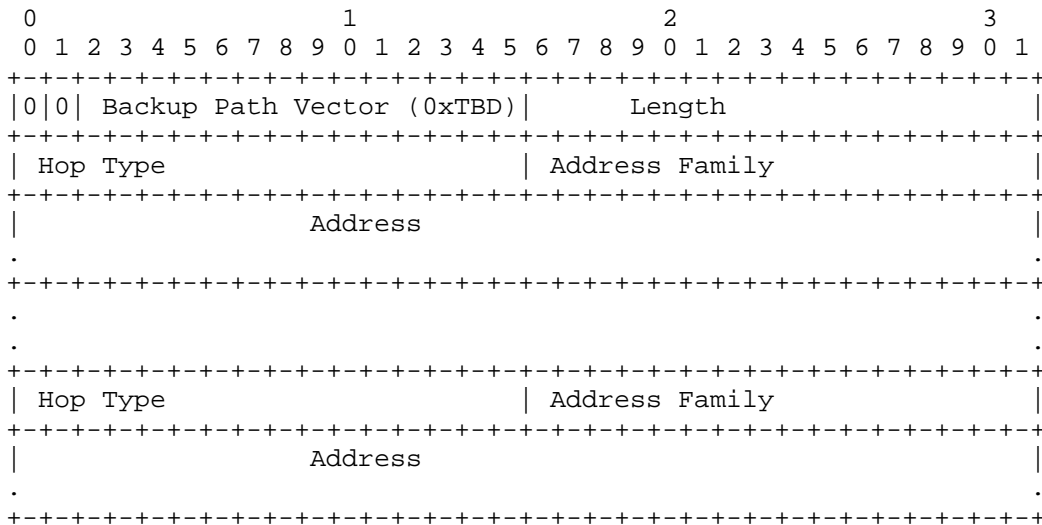 0                   1                   2                   3
 0 1 2 3 4 5 6 7 8 9 0 1 2 3 4 5 6 7 8 9 0 1 2 3 4 5 6 7 8 9 0 1
+-+-+-+-+-+-+-+-+-+-+-+-+-+-+-+-+-+-+-+-+-+-+-+-+-+-+-+-+-+-+-+-+
|0|0| Backup Path Vector (0xTBD)|      Length                   |
+-+-+-+-+-+-+-+-+-+-+-+-+-+-+-+-+-+-+-+-+-+-+-+-+-+-+-+-+-+-+-+-+
| Hop Type                      | Address Family                |
+-+-+-+-+-+-+-+-+-+-+-+-+-+-+-+-+-+-+-+-+-+-+-+-+-+-+-+-+-+-+-+-+
|                  Address                                      |
.                                                               .
+-+-+-+-+-+-+-+-+-+-+-+-+-+-+-+-+-+-+-+-+-+-+-+-+-+-+-+-+-+-+-+-+
.                                                               .
.                                                               .
+-+-+-+-+-+-+-+-+-+-+-+-+-+-+-+-+-+-+-+-+-+-+-+-+-+-+-+-+-+-+-+-+
| Hop Type                      | Address Family                |
+-+-+-+-+-+-+-+-+-+-+-+-+-+-+-+-+-+-+-+-+-+-+-+-+-+-+-+-+-+-+-+-+
|                  Address                                      |
.                                                               .
+-+-+-+-+-+-+-+-+-+-+-+-+-+-+-+-+-+-+-+-+-+-+-+-+-+-+-+-+-+-+-+-+